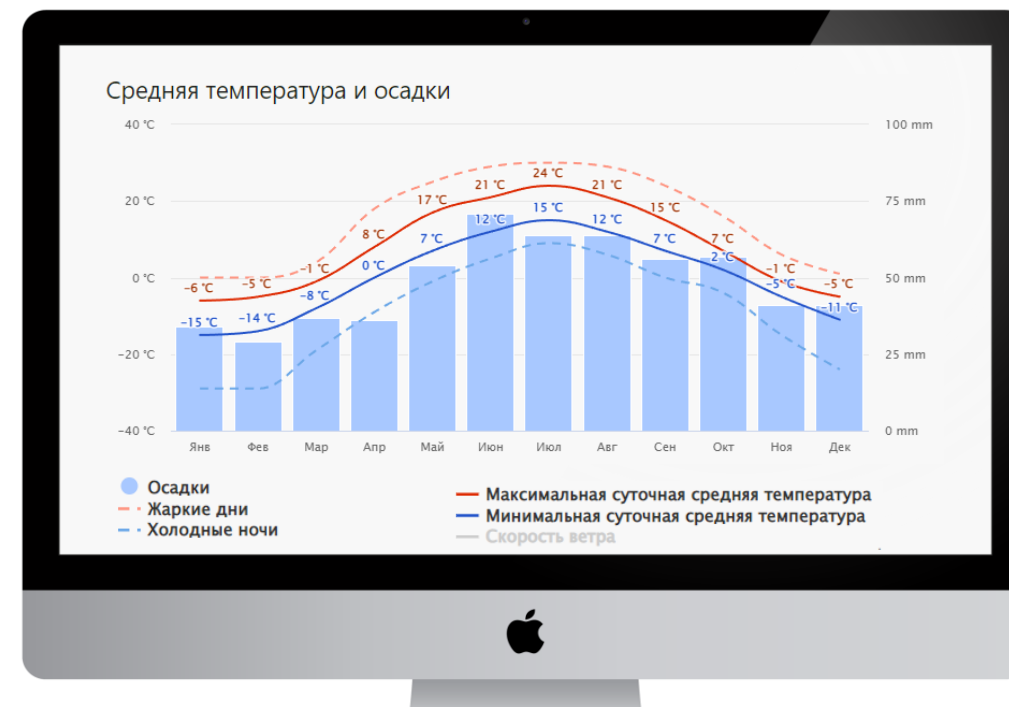 Средняя температура и осадки
40 °C 100 mm
24 °C
21 °C 21 °C
20 °C 17 °C 15 °C 12 °C 12 °C 15 °C 75 mm
8 °C 7 °C 7 °C 7 °C
0 °C 0 °C 2 °C 50 mm
-6 °C -5 °C -1 °C -1 °C -5 °C
-15 °C -14 °C -8 °C -5 °C -11 °C
-20 °C 25 mm
-40 °C 0 mm
Янв Фев Мар Апр Май Июн Июл Авг Сен Окт Ноя Дек
Осадки
Жаркие дни
Холодные ночи
Максимальная суточная средняя температура
Минимальная суточная средняя температура
Скорость ветра